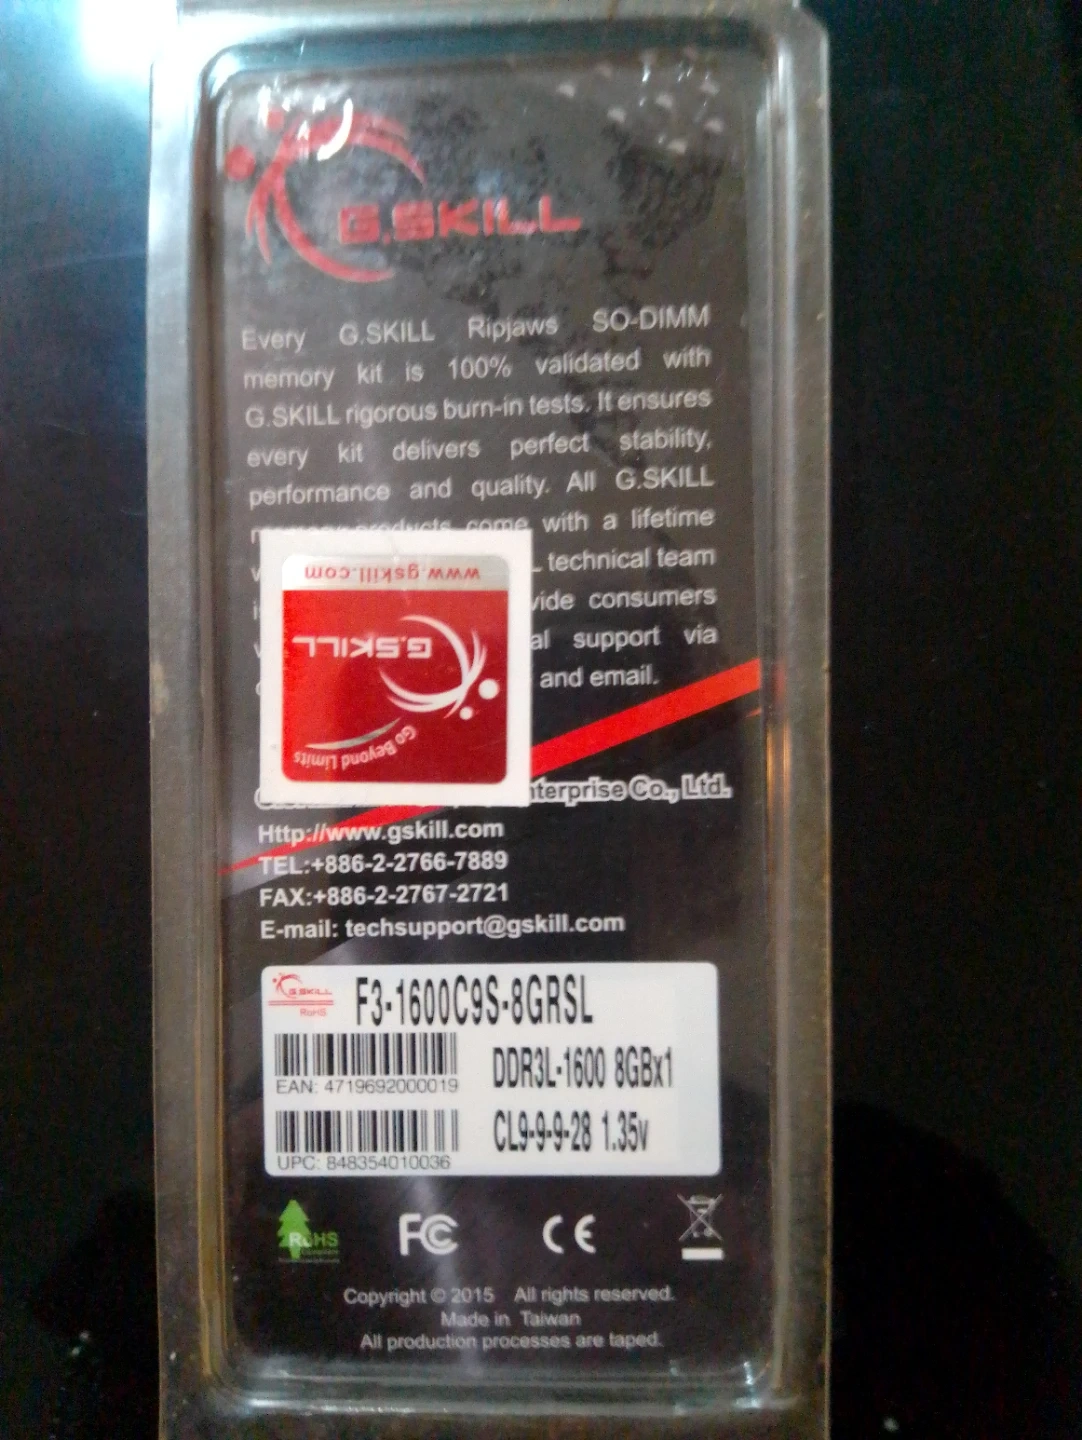 G.SKILL
Every G.SKILL Ripjaws SO-DIMM
memory kit is 100% validated with
G.SKILL rigorous burn-in tests. It ensures
every kit delivers perfect stability,
performance and quality. All G.SKILL
memory products come with a lifetime
technical team
consumers
support via
and email.
www.gskill.com
G.SKILL
Go Beyond Limits
Co., Ltd.
Http://www.gskill.com
TEL:+886-2-2766-7889
FAX:+886-2-2767-2721
E-mail: techsupport@gskill.com
G.SKILL
RoHS
F3-1600C9S-8GRSL
DDR3L-1600 8GBx1
EAN: 4719692000019
CL9-9-9-28 1.35v
UPC: 848354010036
RoHS
FC
CE
Copyright © 2015 All rights reserved.
Made in Taiwan
All production processes are taped.